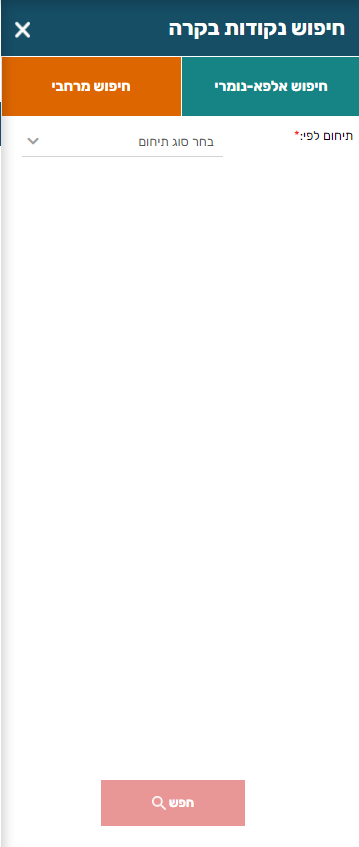 חיפוש נקודות בקרה
חיפוש אלפא-נומרי
חיפוש מרחבי
תיחום לפי:*
בחר סוג תיחום
חפש